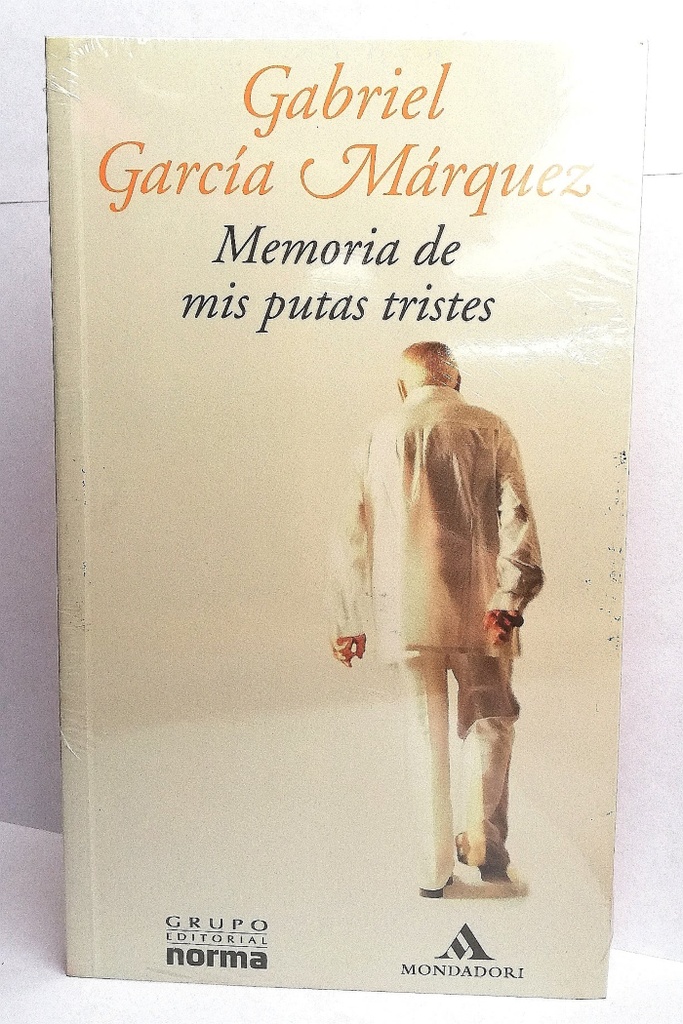 Gabriel
García Márquez
Memoria de
mis putas tristes
GRUPO
EDITORIAL
norma
MONDADORI